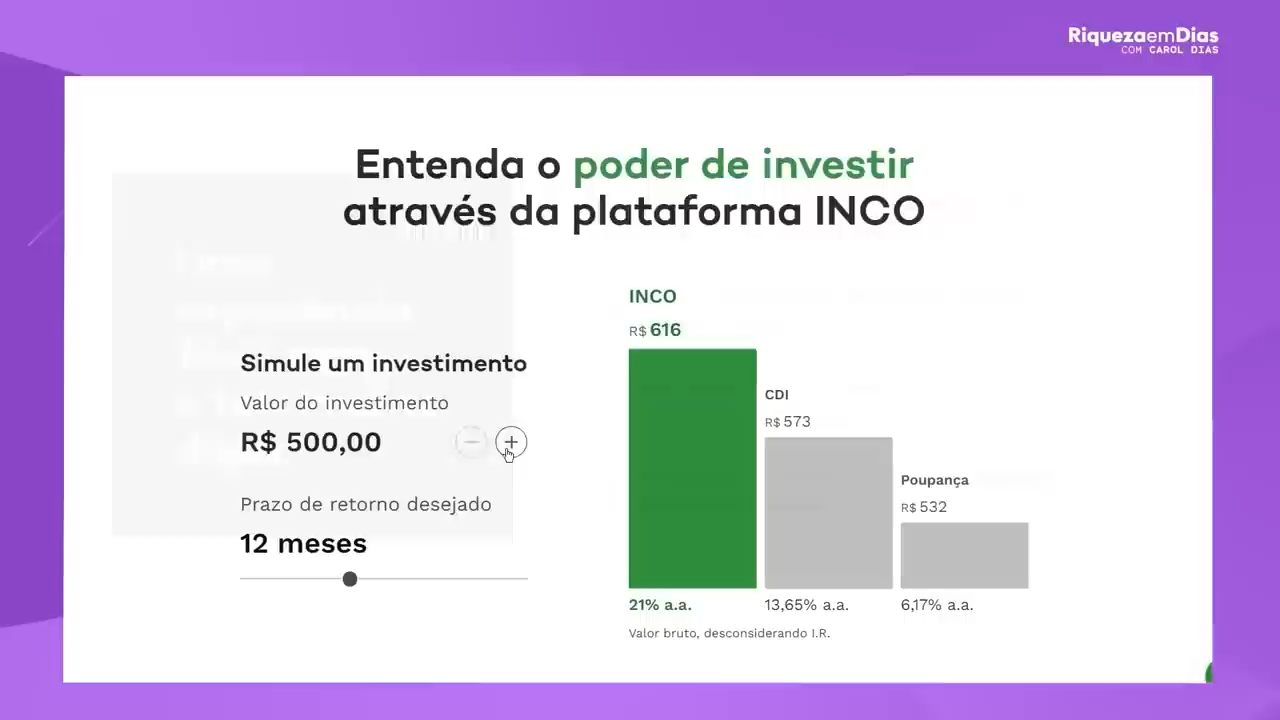 RiquezaemDias
COM CAROL DIAS
Entenda o poder de investir
através da plataforma INCO
Simule um investimento
Valor do investimento
R$ 500,00
Prazo de retorno desejado
12 meses
INCO
R$ 616
CDI
R$ 573
Poupança
R$ 532
21% a.a.
13,65% a.a.
6,17% a.a.
Valor bruto, desconsiderando I.R.